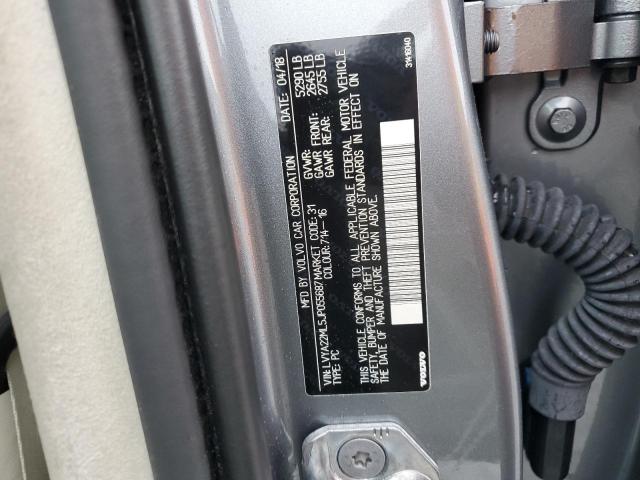 MFD BY VOLVO CAR CORPORATION DATE: 04/18
GVWR: 5290 LB
GAWR FRONT: 2645 LB
GAWR REAR: 2755 LB
VIN: LVYA22ML5JP055887 MARKET CODE: 31
TYPE: PC COLOUR: 714-16
THIS VEHICLE CONFORMS TO ALL APPLICABLE FEDERAL MOTOR VEHICLE
SAFETY, BUMPER AND THEFT PREVENTION STANDARDS IN EFFECT ON
THE DATE OF MANUFACTURE SHOWN ABOVE.
VOLVO 31416040